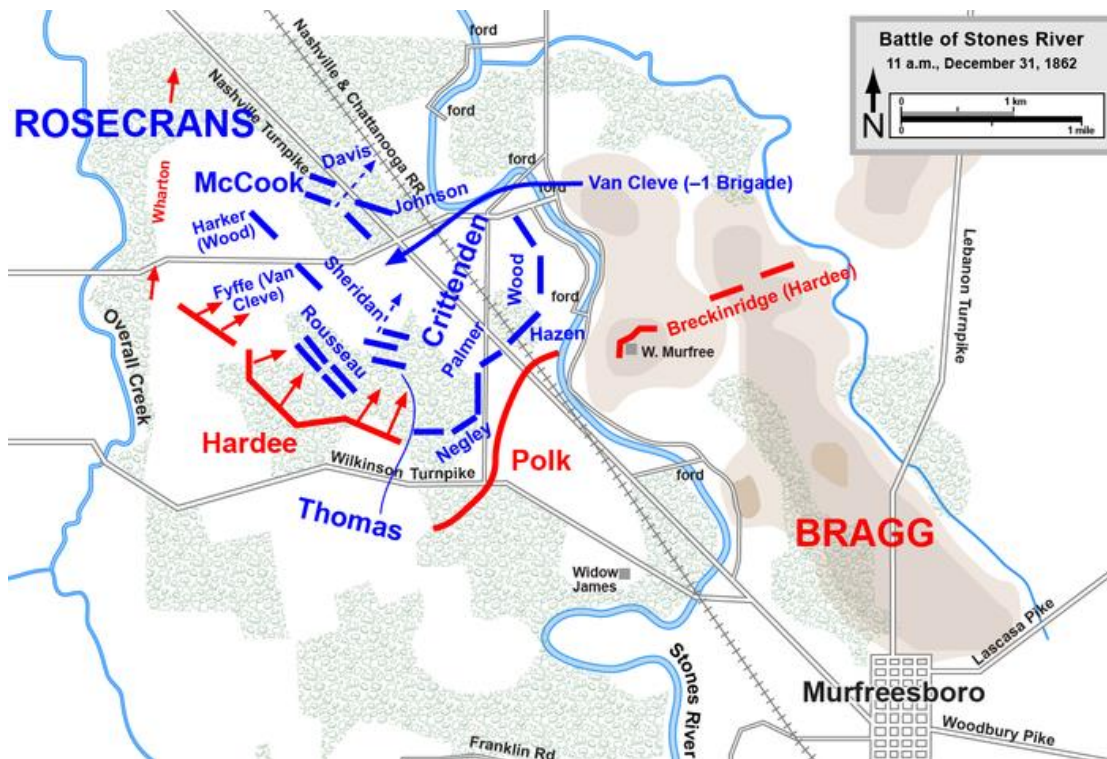 Battle of Stones River
11 a.m., December 31, 1862
N
0
1 km
0
1 mile
ford
ford
ford
ford
ford
ford
ford
Nashville Turnpike
Nashville & Chattanooga RR
ROSECRANS
Wharton
McCook
Davis
Johnson
Harker
(Wood)
Van Cleve (–1 Brigade)
Fyffe (Van
Cleve)
Sheridan
Crittenden
Wood
Rousseau
Palmer
Hazen
Breckinridge (Hardee)
W. Murfree
Lebanon Turnpike
Overall Creek
Hardee
Negley
Wilkinson Turnpike
Polk
Thomas
BRAGG
Widow
James
Stones River
Lascasa Pike
Murfreesboro
Woodbury Pike
Franklin Rd.